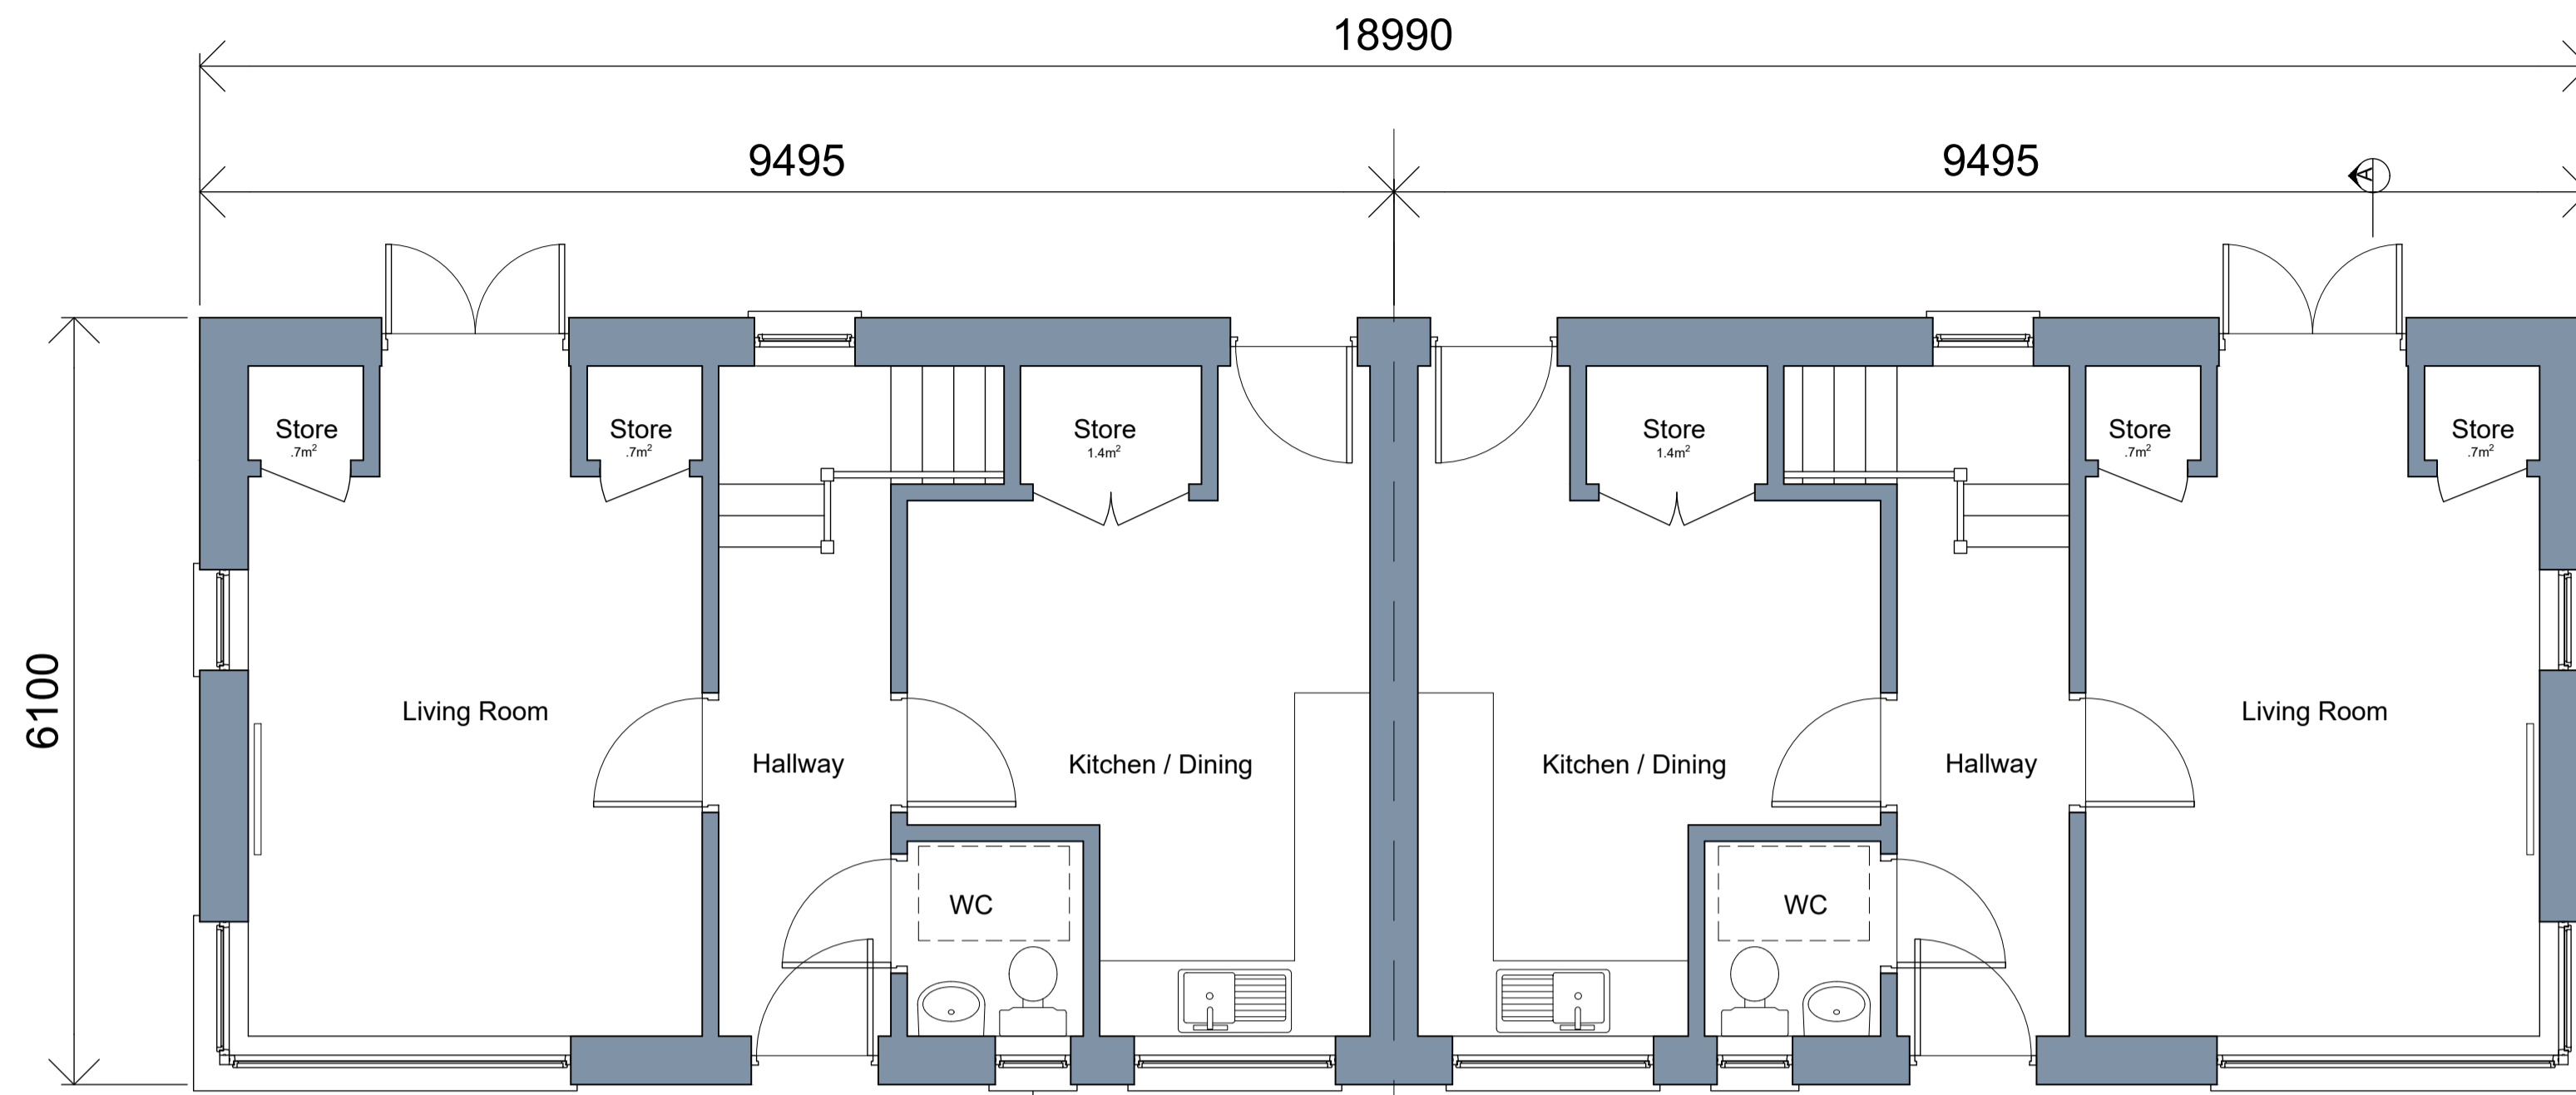 18990
9495
9495
A
6100
Store
.7m²
Store
.7m²
Store
1.4m²
Store
1.4m²
Store
.7m²
Store
.7m²
Living Room
Hallway
Kitchen / Dining
Kitchen / Dining
Hallway
Living Room
WC
WC